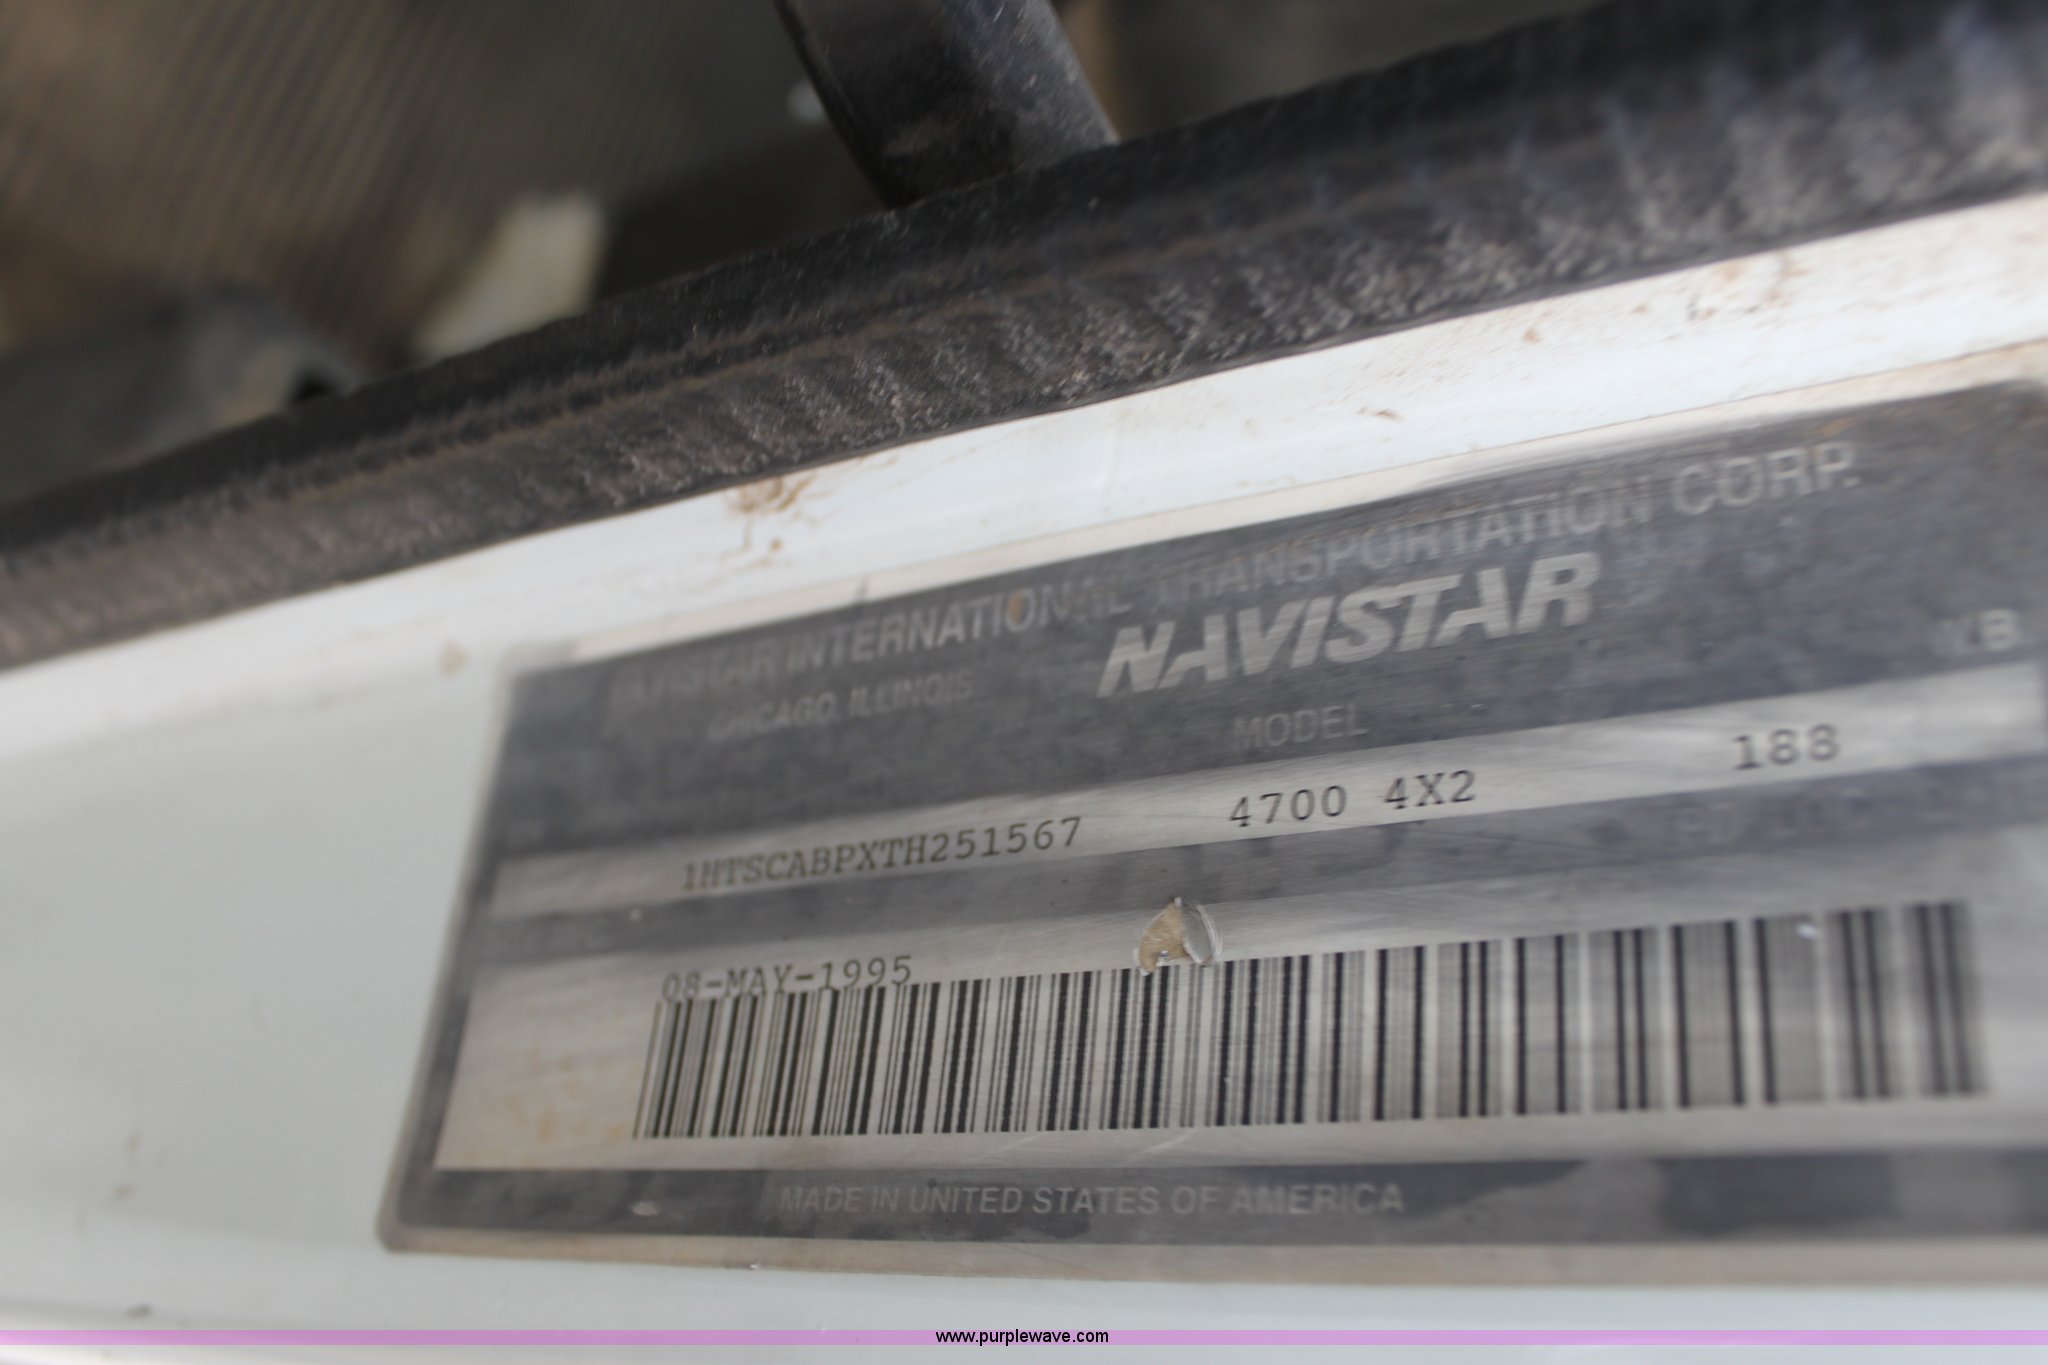 NAVISTAR INTERNATIONAL TRANSPORTATION CORP.
CHICAGO, ILLINOIS
NAVISTAR
MODEL
W.B.
1HTSCABPXTH251567 4700 4X2 188
08-MAY-1995
MADE IN UNITED STATES OF AMERICA
www.purplewave.com